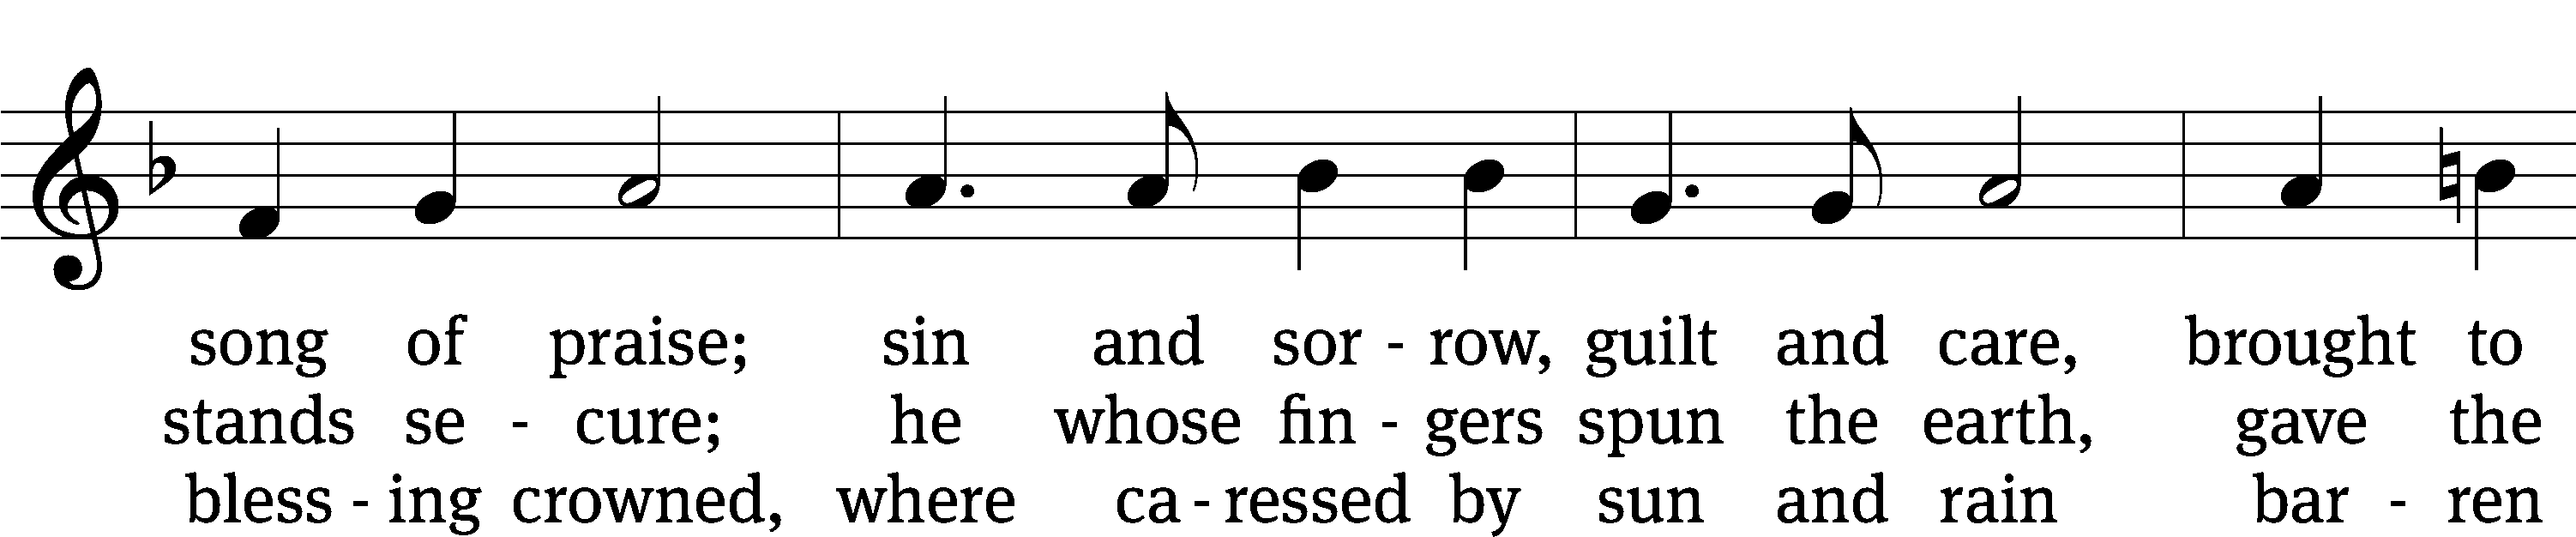 song of praise; sin and sor - row, guilt and care, brought to
stands se - cure; he whose fin - gers spun the earth, gave the
bless - ing crowned, where ca - ressed by sun and rain bar - ren